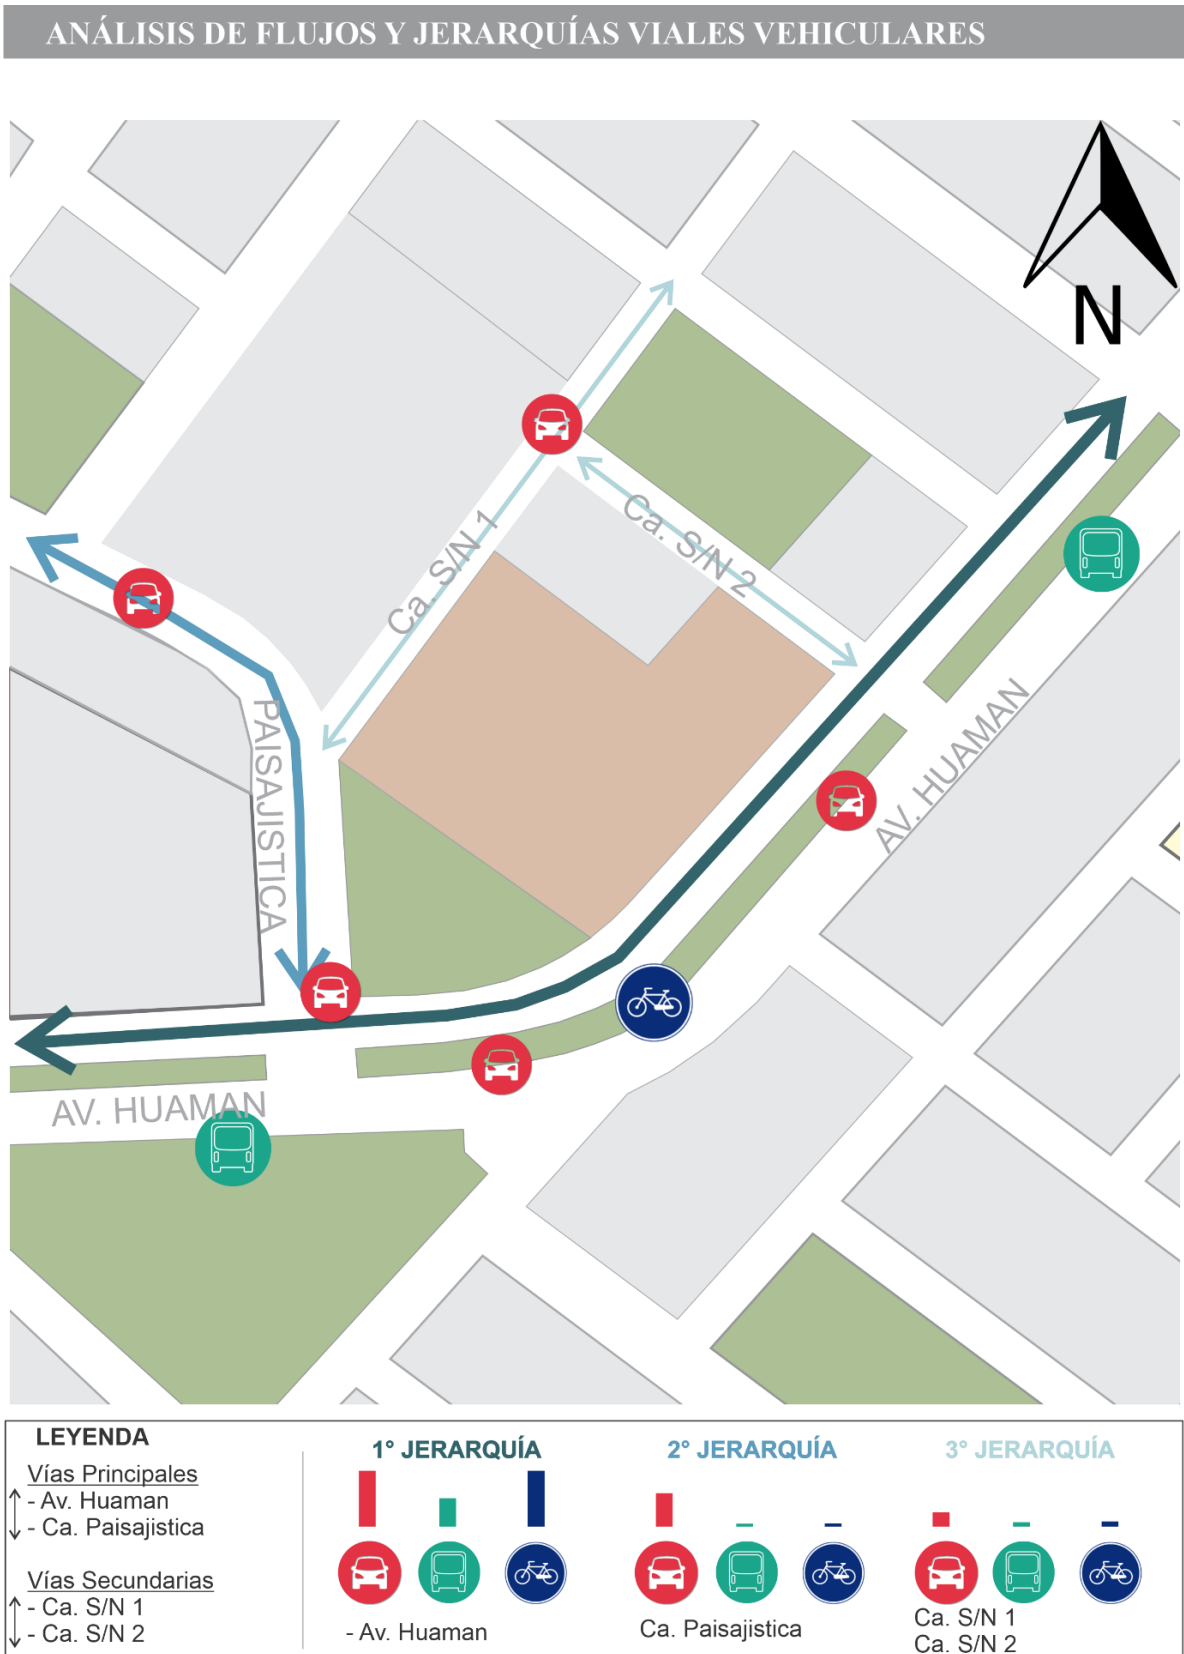 ANÁLISIS DE FLUJOS Y JERARQUÍAS VIALES VEHICULARES
N
Ca. S/N 1
Ca. S/N 2
PAISAJISTICA
AV. HUAMAN
AV. HUAMAN
LEYENDA
Vías Principales
- Av. Huaman
- Ca. Paisajistica
Vías Secundarias
- Ca. S/N 1
- Ca. S/N 2
1° JERARQUÍA
- Av. Huaman
2° JERARQUÍA
Ca. Paisajistica
3° JERARQUÍA
Ca. S/N 1
Ca. S/N 2